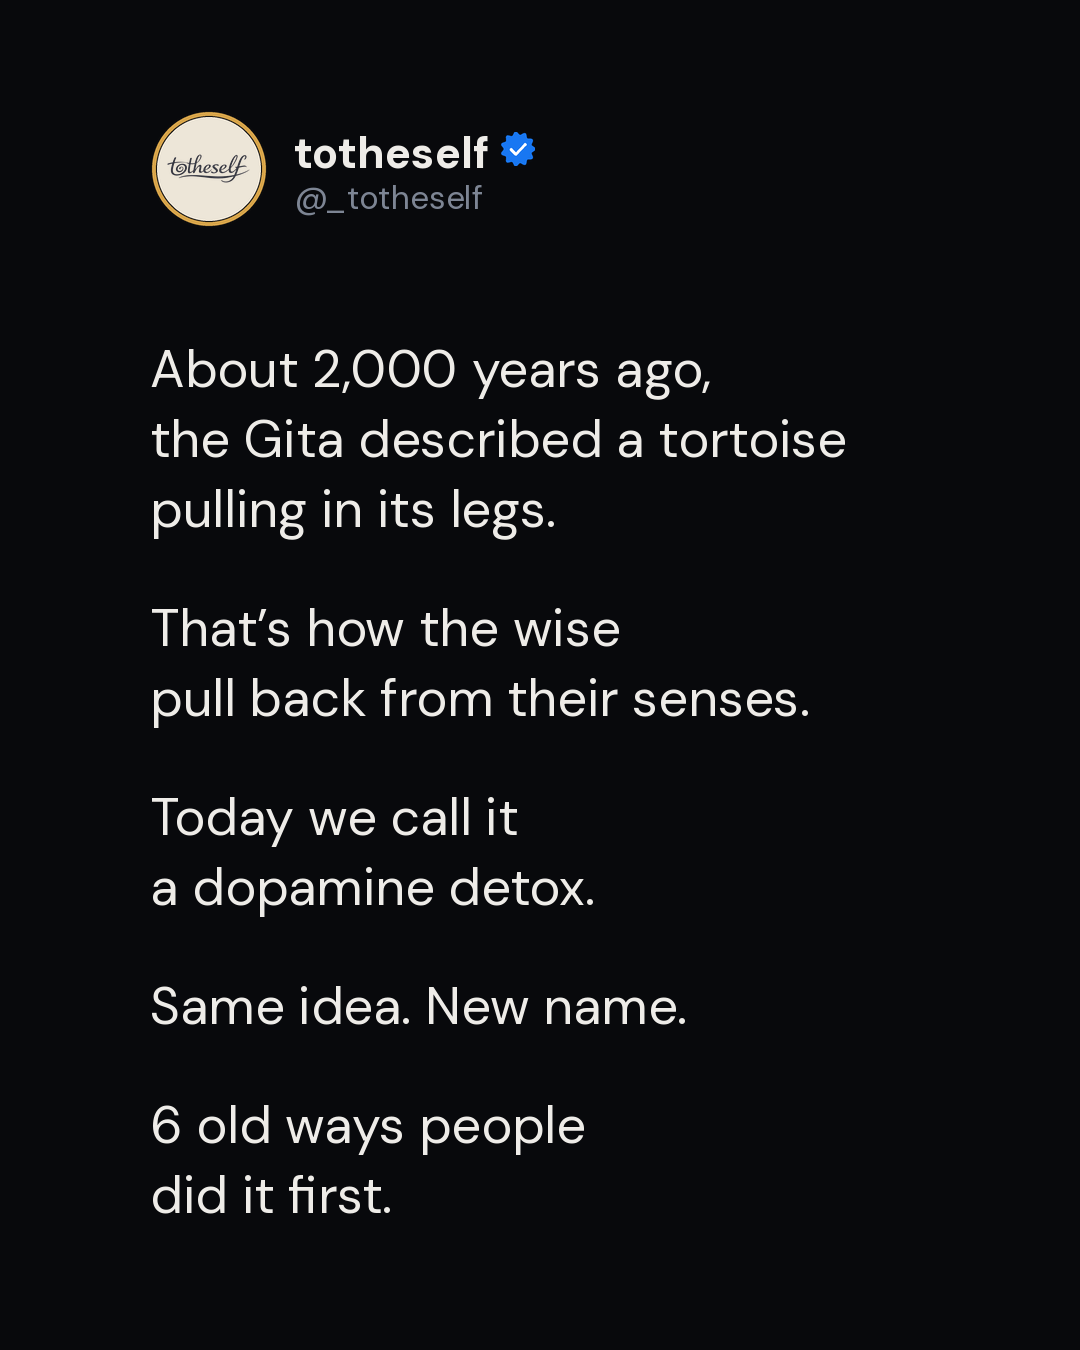 totheself
totheself
@_totheself
About 2,000 years ago,
the Gita described a tortoise
pulling in its legs.
That’s how the wise
pull back from their senses.
Today we call it
a dopamine detox.
Same idea. New name.
6 old ways people
did it first.